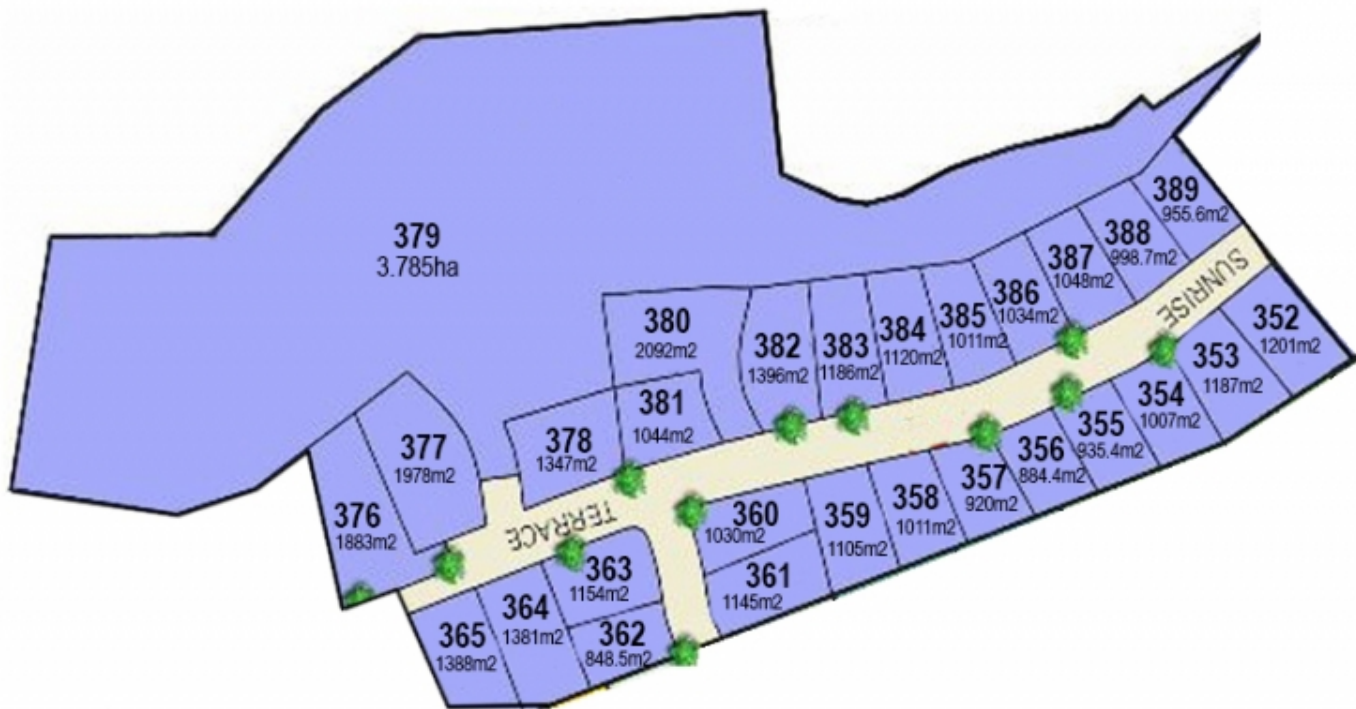 389
955.6m2
388
998.7m2
387
1048m2
386
1034m2
385
1011m2
384
1120m2
383
1186m2
382
1396m2
380
2092m2
381
1044m2
379
3.785ha
378
1347m2
377
1978m2
376
1883m2
SUNRISE
TERRACE
352
1201m2
353
1187m2
354
1007m2
355
935.4m2
356
884.4m2
357
920m2
358
1011m2
359
1105m2
360
1030m2
361
1145m2
363
1154m2
362
848.5m2
364
1381m2
365
1388m2